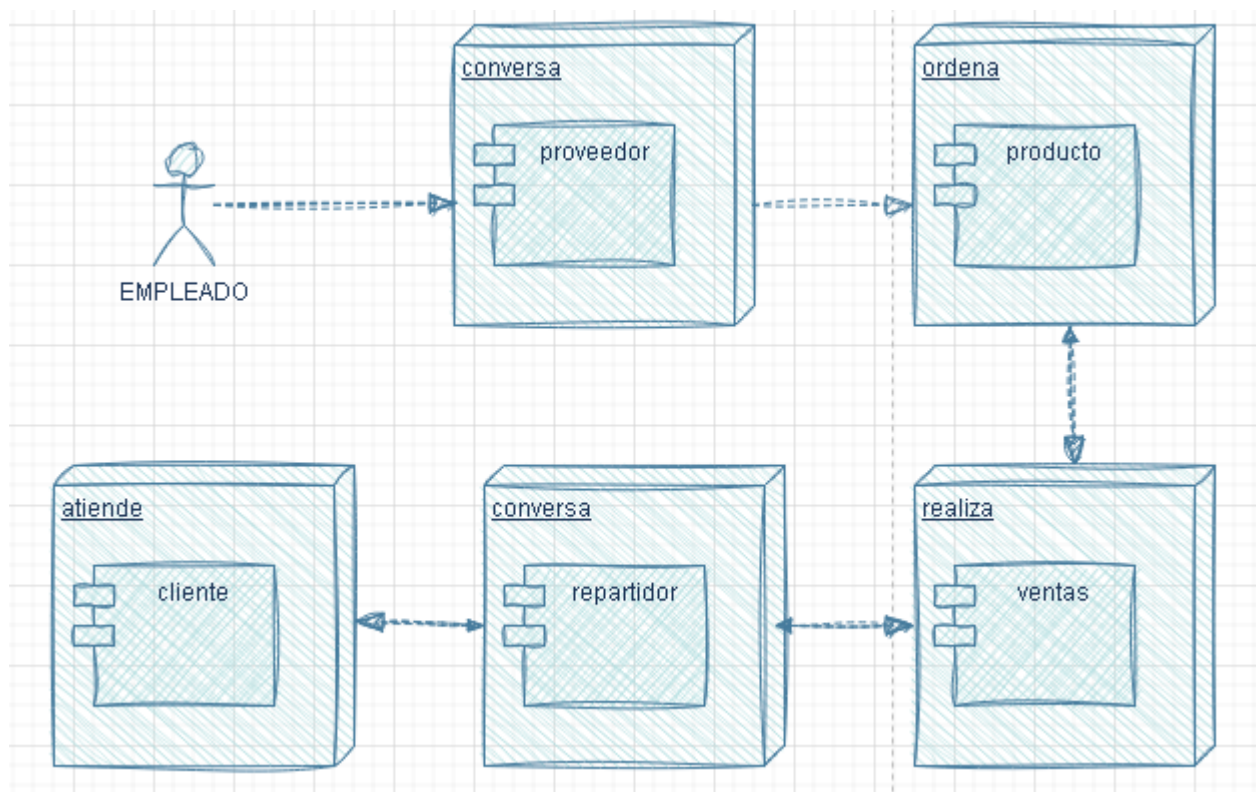 conversa
proveedor
ordena
producto
EMPLEADO
atiende
cliente
conversa
repartidor
realiza
ventas